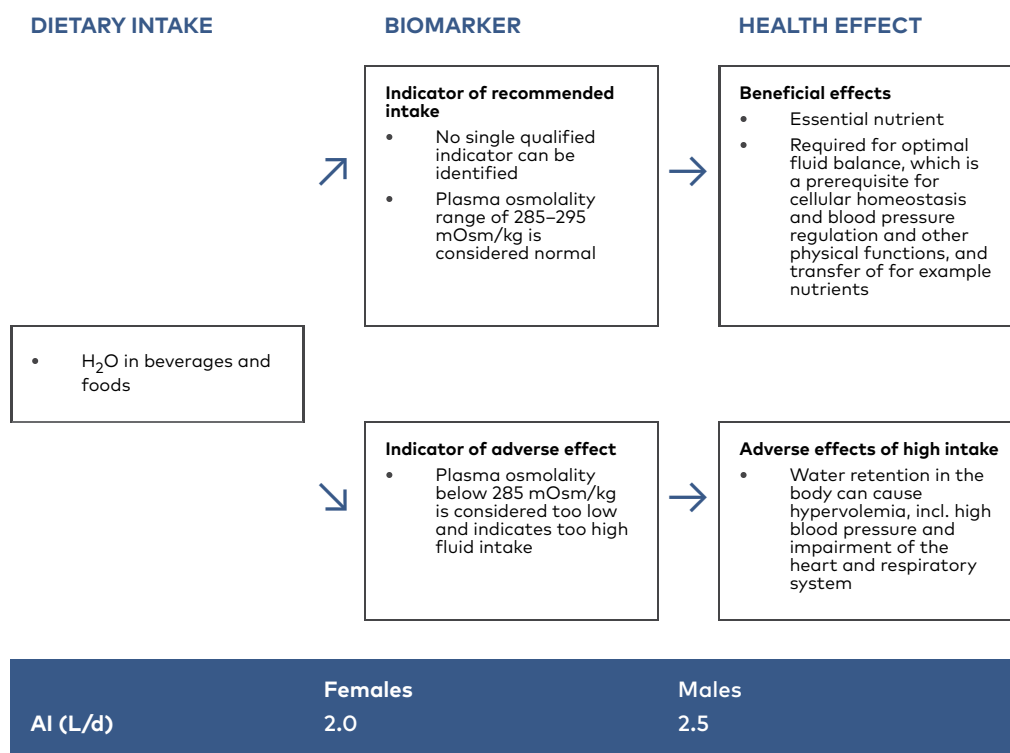 DIETARY INTAKE
BIOMARKER
HEALTH EFFECT
Indicator of recommended
intake
• No single qualified
indicator can be
identified
• Plasma osmolality
range of 285–295
mOsm/kg is
considered normal
Beneficial effects
• Essential nutrient
• Required for optimal
fluid balance, which is
a prerequisite for
cellular homeostasis
and blood pressure
regulation and other
physical functions, and
transfer of for example
nutrients
• H₂O in beverages and
foods
Indicator of adverse effect
• Plasma osmolality
below 285 mOsm/kg
is considered too low
and indicates too high
fluid intake
Adverse effects of high intake
• Water retention in the
body can cause
hypervolemia, incl. high
blood pressure and
impairment of the
heart and respiratory
system
Females Males
AI (L/d) 2.0 2.5